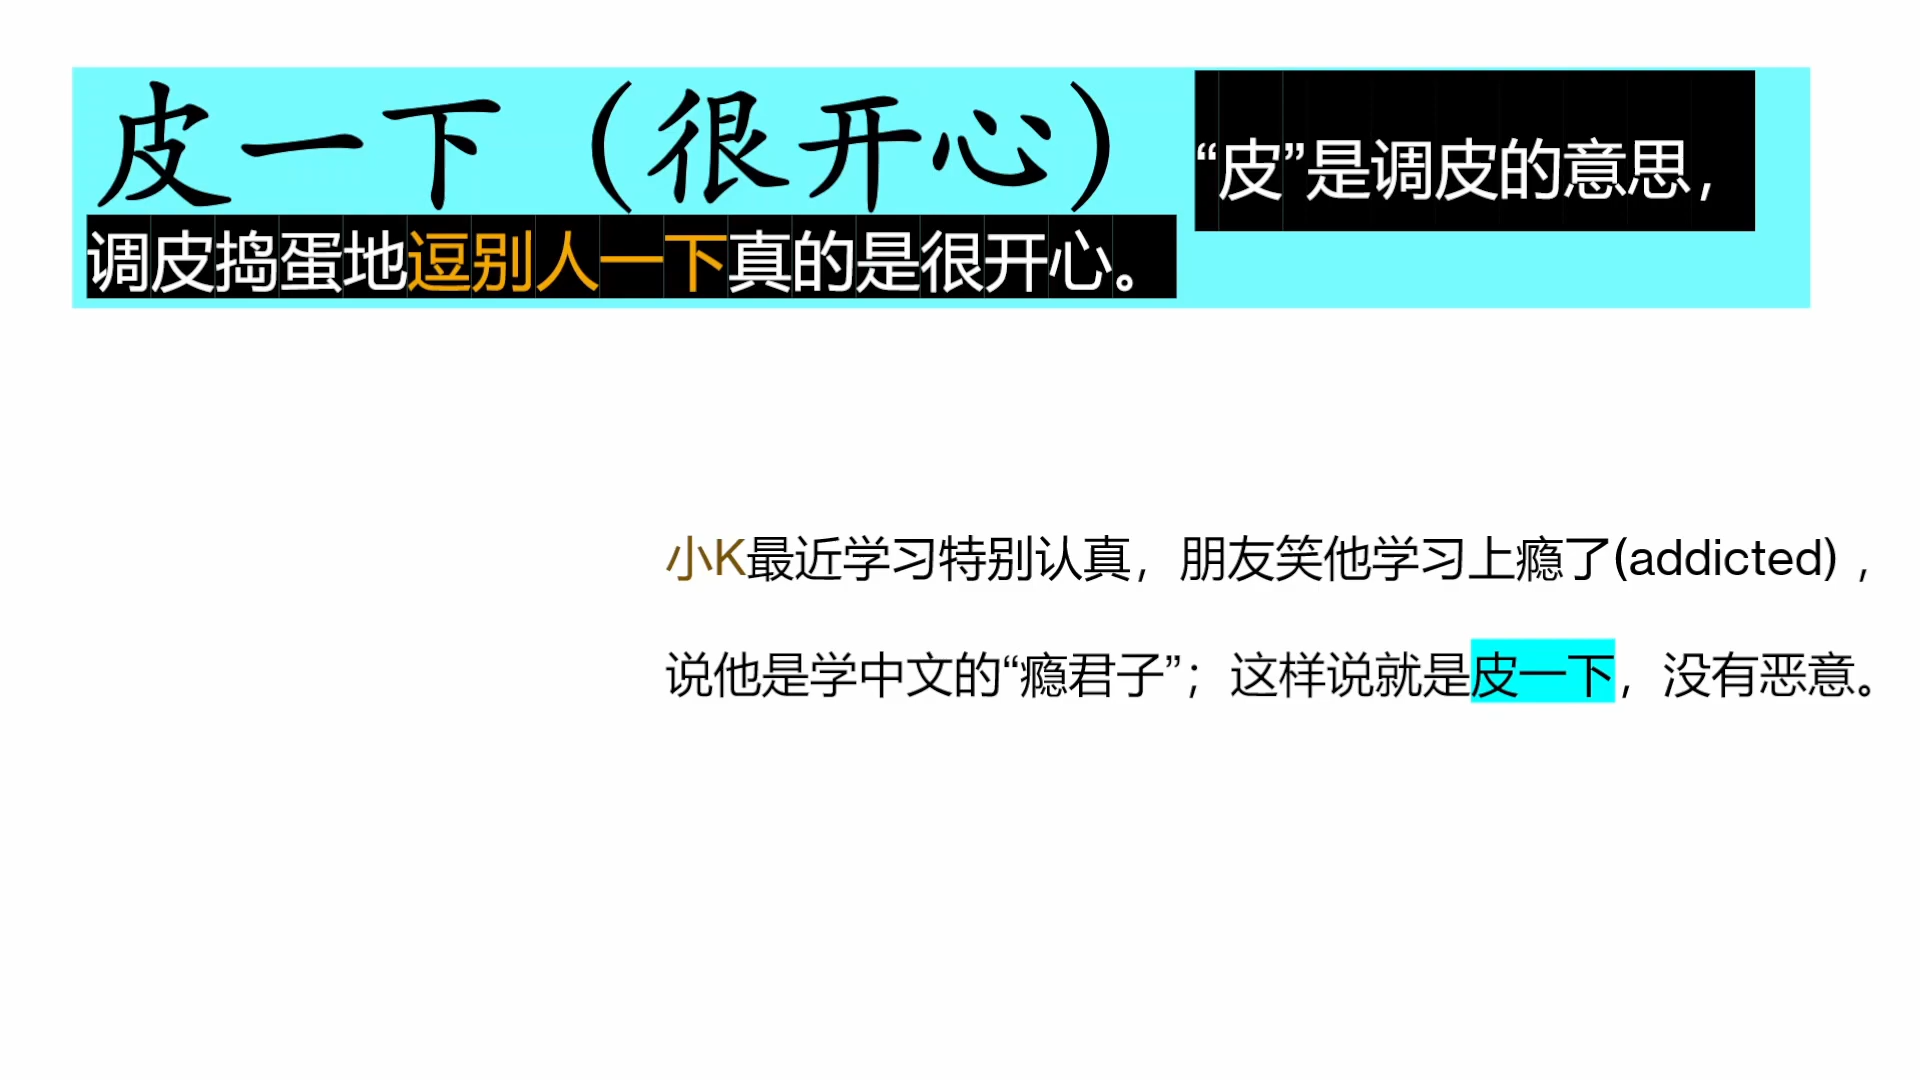 皮一下（很开心）“皮”是调皮的意思，
调皮捣蛋地逗别人一下真的是很开心。
小K最近学习特别认真，朋友笑他学习上瘾了(addicted)，
说他是学中文的“瘾君子”；这样说就是皮一下，没有恶意。